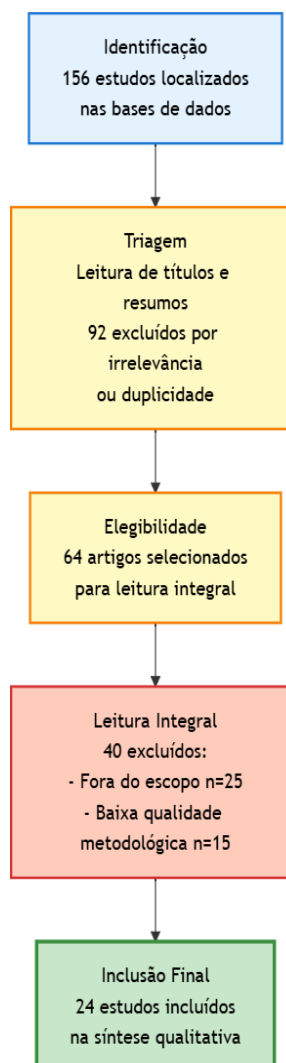 Identificação
156 estudos localizados
nas bases de dados
Triagem
Leitura de títulos e
resumos
92 excluídos por
irrelevância
ou duplicidade
Elegibilidade
64 artigos selecionados
para leitura integral
Leitura Integral
40 excluídos:
- Fora do escopo n=25
- Baixa qualidade
metodológica n=15
Inclusão Final
24 estudos incluídos
na síntese qualitativa